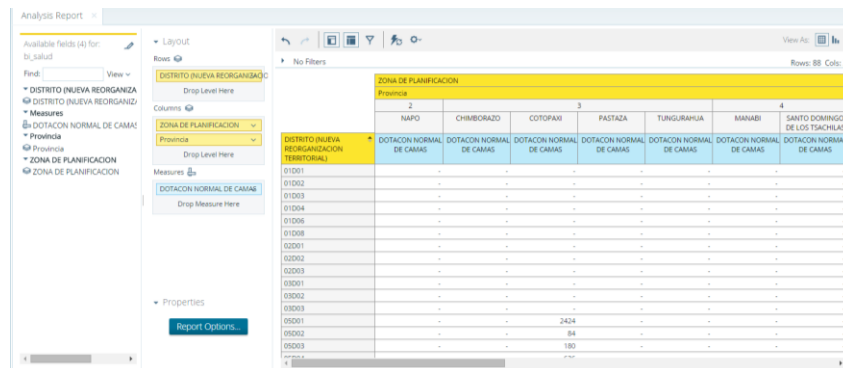 Analysis Report ×
Available fields (4) for:
bi_salud
Find: View
DISTRITO (NUEVA REORGANIZA
DISTRITO (NUEVA REORGANIZA
Measures
DOTACON NORMAL DE CAMAS
Provincia
Provincia
ZONA DE PLANIFICACION
ZONA DE PLANIFICACION
Layout
Rows
DISTRITO (NUEVA REORGANIZACIO
Drop Level Here
Columns
ZONA DE PLANIFICACION
Provincia
Drop Level Here
Measures
DOTACON NORMAL DE CAMAS
Drop Measure Here
Properties
Report Options...
View As:
No Filters
Rows: 88 Cols:
ZONA DE PLANIFICACION
Provincia
2 3 4
NAPO CHIMBORAZO COTOPAXI PASTAZA TUNGURAHUA MANABI SANTO DOMINGO
DE LOS TSACHILAS
DISTRITO (NUEVA
REORGANIZACION
TERRITORIAL)
DOTACON NORMAL DOTACON NORMAL DOTACON NORMAL DOTACON NORMAL DOTACON NORMAL DOTACON NORMAL DOTACON NORMA
DE CAMAS DE CAMAS DE CAMAS DE CAMAS DE CAMAS DE CAMAS DE CAMAS
01D01 - - - - - - -
01D02 - - - - - - -
01D03 - - - - - - -
01D04 - - - - - - -
01D06 - - - - - - -
01D08 - - - - - - -
02D01 - - - - - - -
02D02 - - - - - - -
02D03 - - - - - - -
03D01 - - - - - - -
03D02 - - - - - - -
03D03 - - - - - - -
05D01 - - 2424 - - - -
05D02 - - 84 - - - -
05D03 - - 180 - - - -